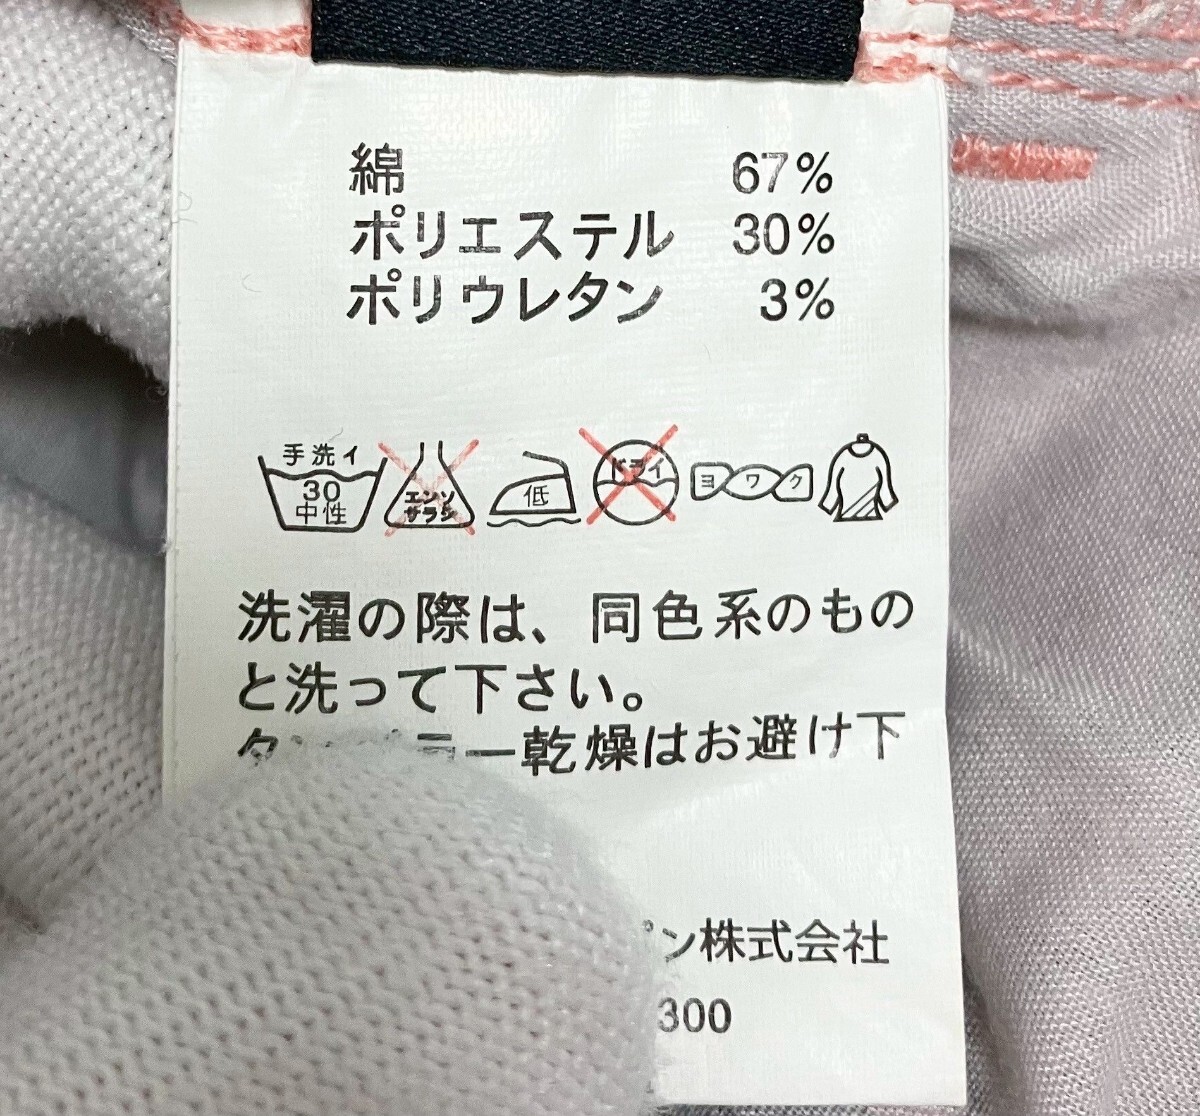 綿 67%
ポリエステル 30%
ポリウレタン 3%
手洗イ
30
中性
エンソ
サラシ
低
ドライ
ヨワク
洗濯の際は、同色系のもの
と洗って下さい。
ー乾燥はお避け下
ン株式会社
300